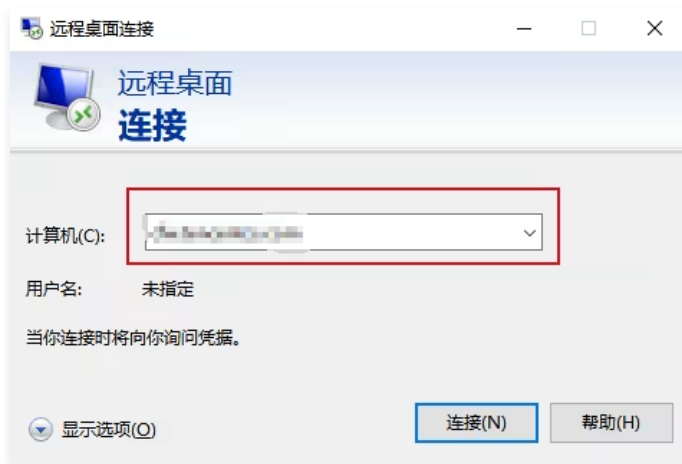 远程桌面连接
远程桌面
连接
计算机(C):
用户名: 未指定
当你连接时将向你询问凭据。
显示选项(O) 连接(N) 帮助(H)